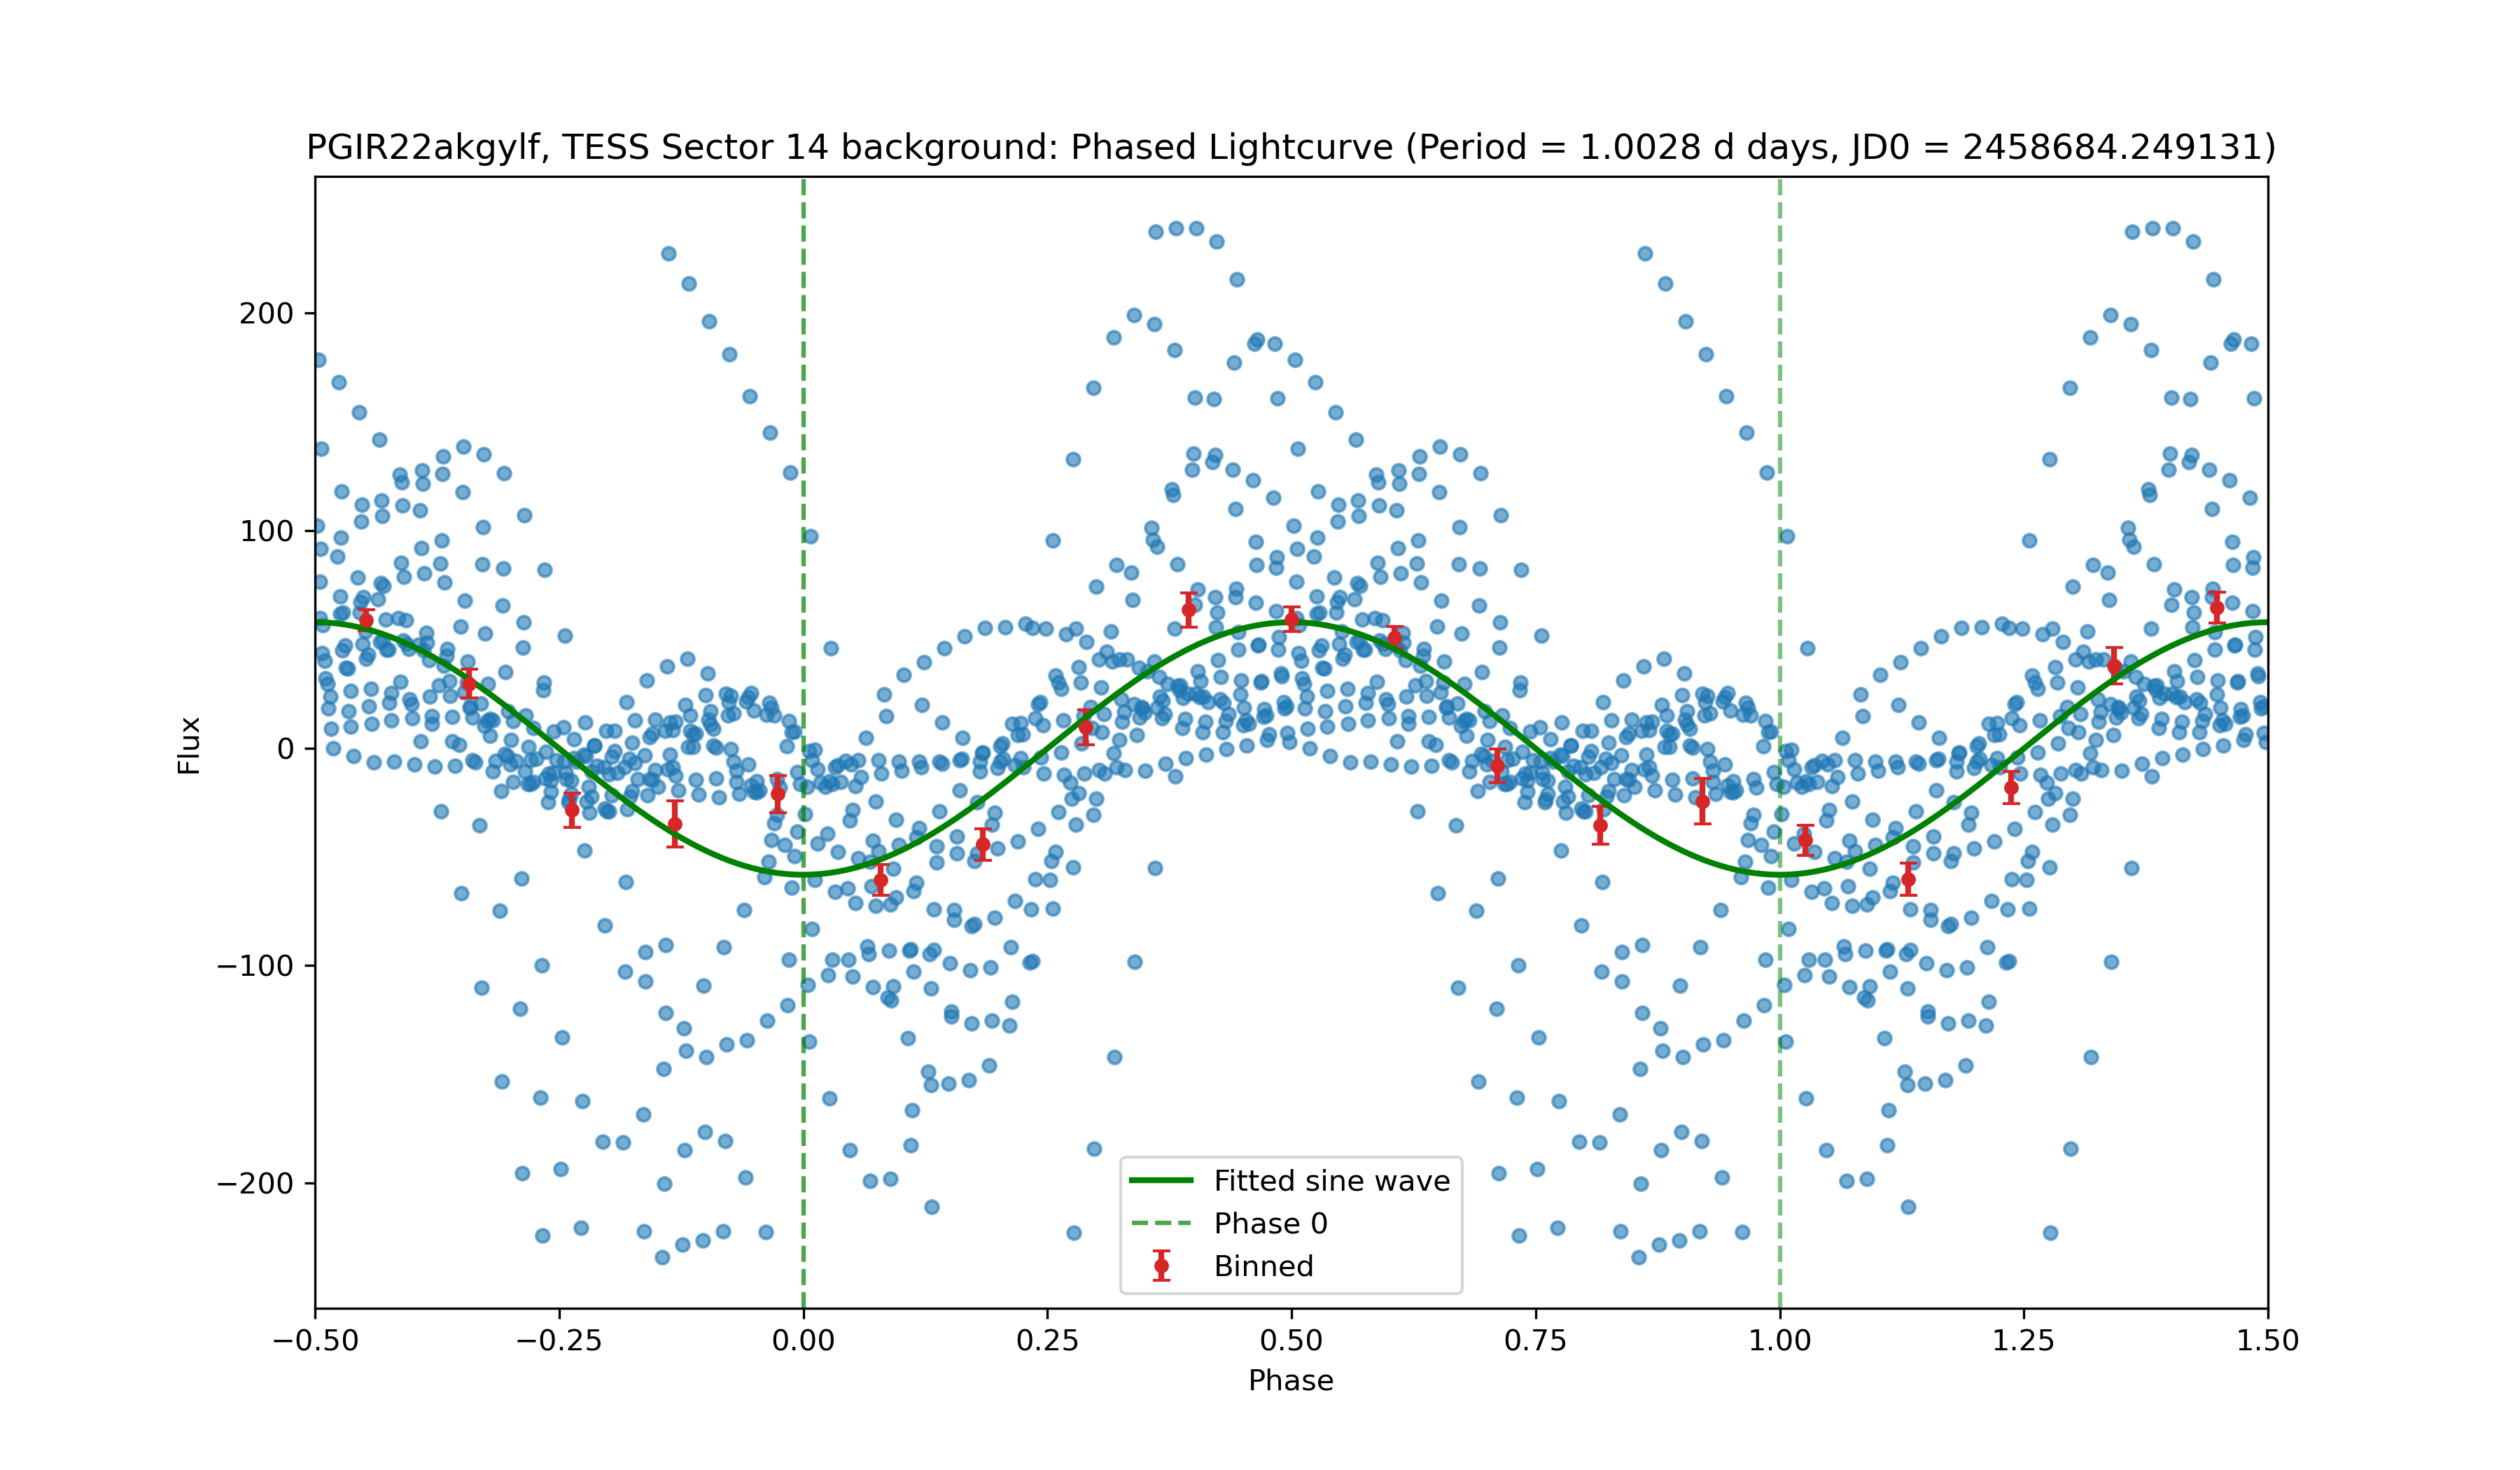 PGIR22akgylf, TESS Sector 14 background: Phased Lightcurve (Period = 1.0028 d days, JD0 = 2458684.249131)
Flux
200
100
0
−100
−200
Fitted sine wave
Phase 0
Binned
−0.50 −0.25 0.00 0.25 0.50 0.75 1.00 1.25 1.50
Phase